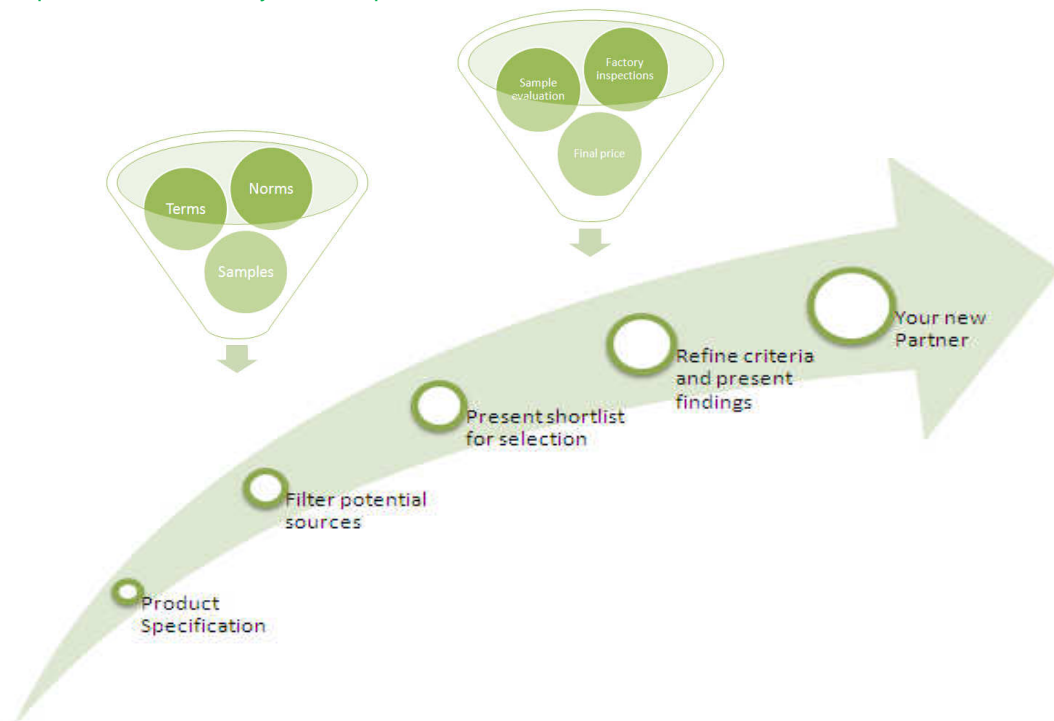 Sample
evaluation
Factory
inspections
Final price
Terms
Norms
Samples
Your new
Partner
Refine criteria
and present
findings
Present shortlist
for selection
Filter potential
sources
Product
Specification